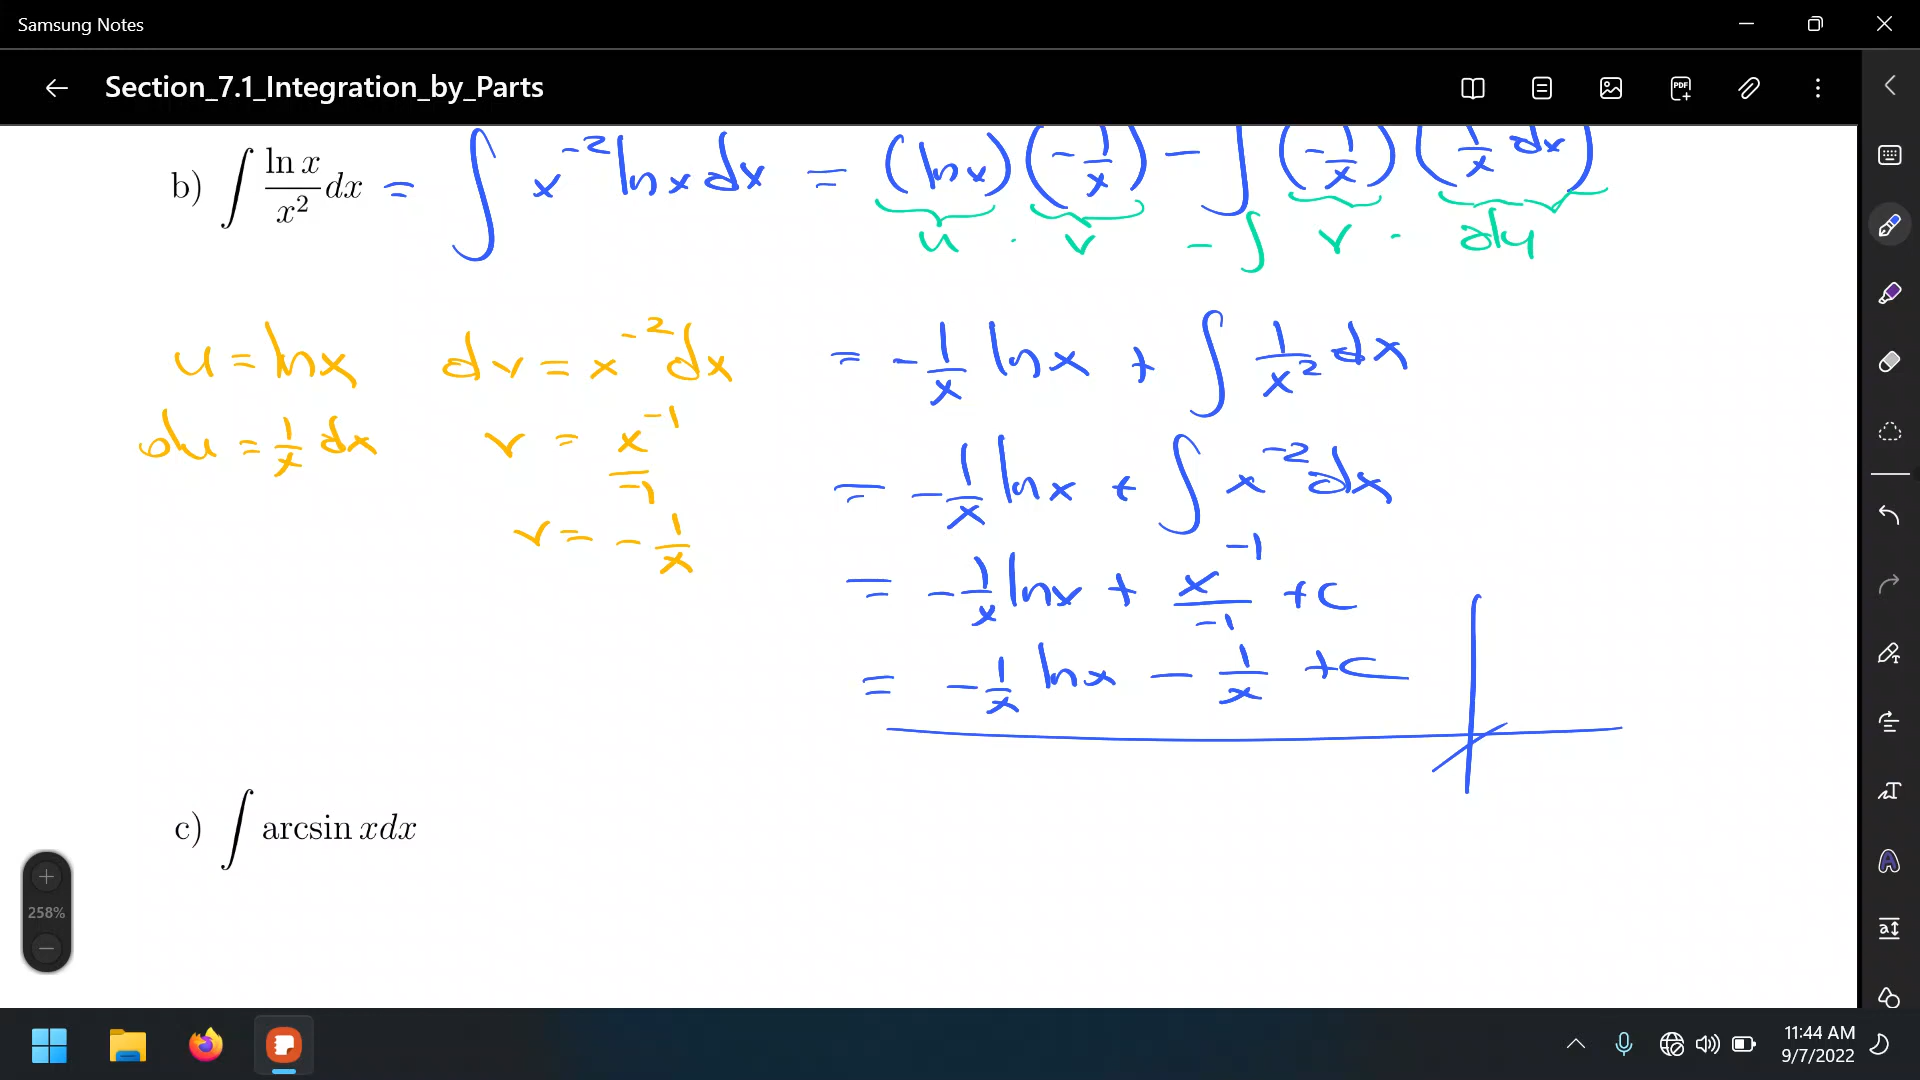 Samsung Notes
Section_7.1_Integration_by_Parts
PDF
b) ∫ ln x / x² dx = ∫ x⁻² ln x dx = (ln x)(-1/x) - ∫ (-1/x)(1/x dx)
u · v - ∫ v · du
u = ln x dv = x⁻² dx = -1/x ln x + ∫ 1/x² dx
du = 1/x dx v = x⁻¹/-1 = -1/x ln x + ∫ x⁻² dx
v = -1/x = -1/x ln x + x⁻¹/-1 + c
= -1/x ln x - 1/x + c
c) ∫ arcsin x dx
258%
11:44 AM
9/7/2022